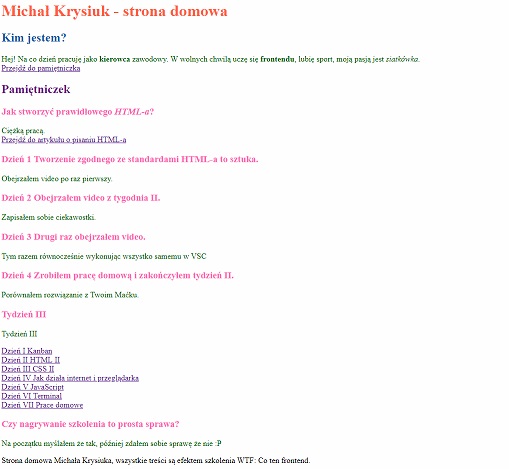 Michał Krysiuk - strona domowa
Kim jestem?
Hej! Na co dzień pracuję jako kierowca zawodowy. W wolnych chwilą uczę się frontendu, lubię sport, moją pasją jest siatkówka.
Przejdź do pamiętniczka
Pamiętniczek
Jak stworzyć prawidłowego HTML-a?
Ciężką pracą.
Przejdź do artykułu o pisaniu HTML-a
Dzień 1 Tworzenie zgodnego ze standardami HTML-a to sztuka.
Obejrzałem video po raz pierwszy.
Dzień 2 Obejrzałem video z tygodnia II.
Zapisałem sobie ciekawostki.
Dzień 3 Drugi raz obejrzałem video.
Tym razem równocześnie wykonując wszystko samemu w VSC
Dzień 4 Zrobiłem pracę domową i zakończyłem tydzień II.
Porównałem rozwiązanie z Twoim Maćku.
Tydzień III
Tydzień III
Dzień I Kanban
Dzień II HTML II
Dzień III CSS II
Dzień IV Jak działa internet i przeglądarka
Dzień V JavaScript
Dzień VI Terminal
Dzień VII Prace domowe
Czy nagrywanie szkolenia to prosta sprawa?
Na początku myślałem że tak, później zdałem sobie sprawę że nie :P
Strona domowa Michała Krysiuka, wszystkie treści są efektem szkolenia WTF: Co ten frontend.